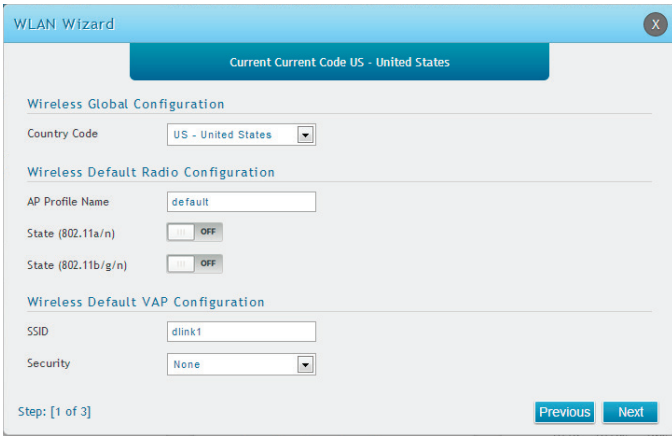 WLAN Wizard
X
Current Current Code US - United States
Wireless Global Configuration
Country Code US - United States
Wireless Default Radio Configuration
AP Profile Name default
State (802.11a/n) OFF
State (802.11b/g/n) OFF
Wireless Default VAP Configuration
SSID dlink1
Security None
Step: [1 of 3] Previous Next